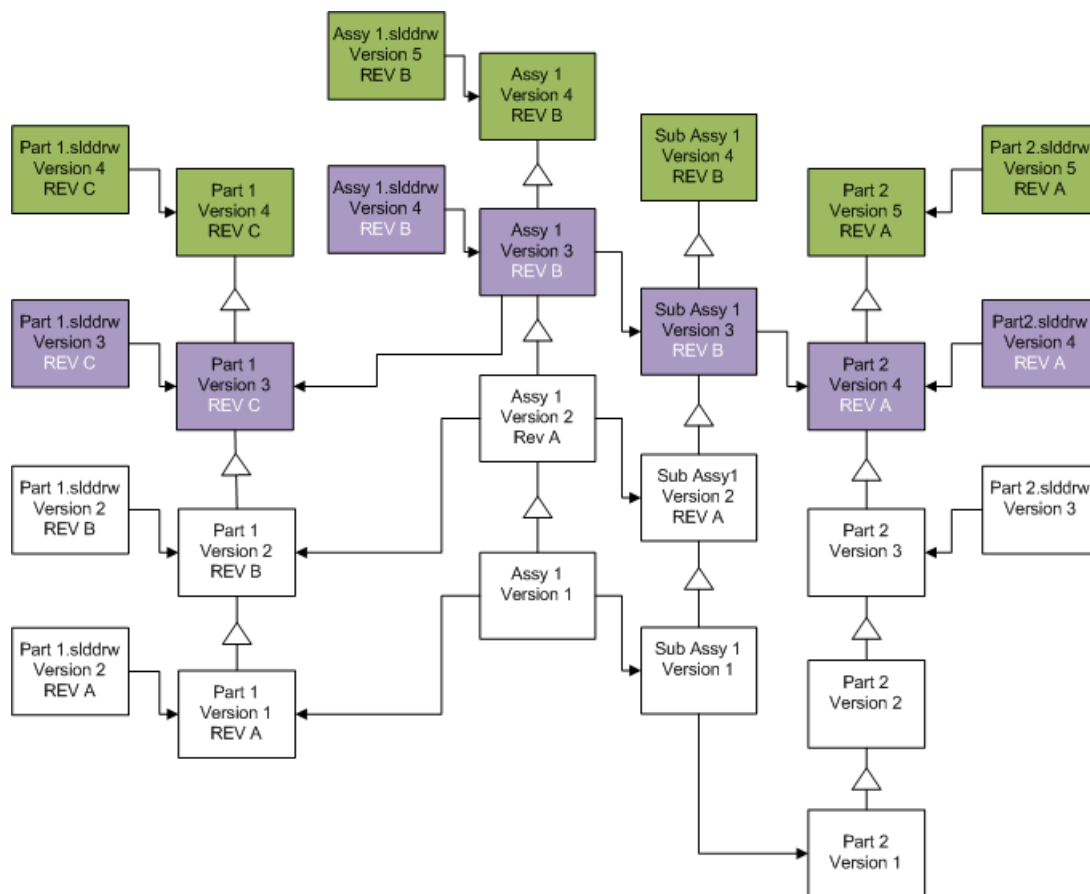 Assy 1.slddrw
Version 5
REV B
Assy 1
Version 4
REV B
Part 1.slddrw
Version 4
REV C
Sub Assy 1
Version 4
REV B
Part 2.slddrw
Version 5
REV A
Part 1
Version 4
REV C
Assy 1.slddrw
Version 4
REV B
Part 2
Version 5
REV A
Assy 1
Version 3
REV B
Part 1.slddrw
Version 3
REV C
Sub Assy 1
Version 3
REV B
Part2.slddrw
Version 4
REV A
Part 1
Version 3
REV C
Part 2
Version 4
REV A
Assy 1
Version 2
Rev A
Part 1.slddrw
Version 2
REV B
Sub Assy1
Version 2
REV A
Part 2.slddrw
Version 3
Part 1
Version 2
REV B
Part 2
Version 3
Assy 1
Version 1
Part 1.slddrw
Version 2
REV A
Sub Assy 1
Version 1
Part 1
Version 1
REV A
Part 2
Version 2
Part 2
Version 1